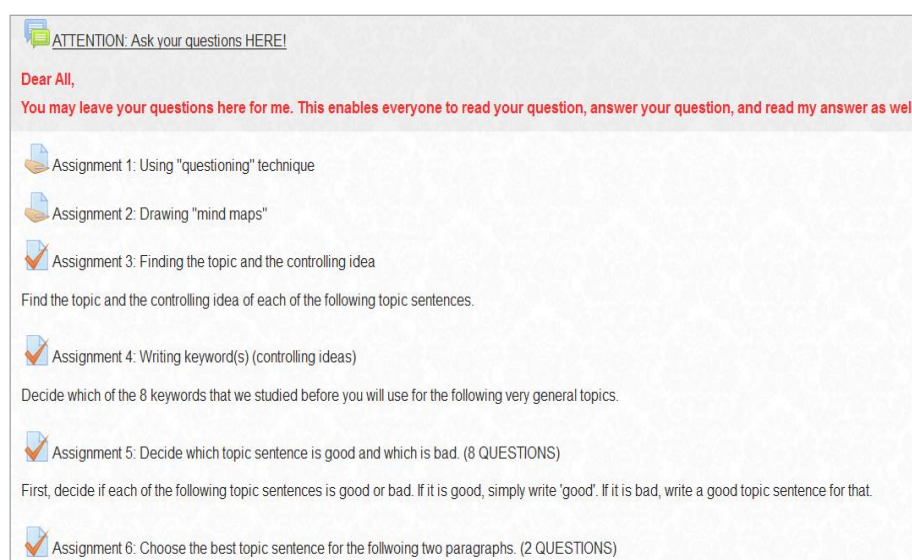 ATTENTION: Ask your questions HERE!
Dear All,
You may leave your questions here for me. This enables everyone to read your question, answer your question, and read my answer as wel
Assignment 1: Using "questioning" technique
Assignment 2: Drawing "mind maps"
Assignment 3: Finding the topic and the controlling idea
Find the topic and the controlling idea of each of the following topic sentences.
Assignment 4: Writing keyword(s) (controlling ideas)
Decide which of the 8 keywords that we studied before you will use for the following very general topics.
Assignment 5: Decide which topic sentence is good and which is bad. (8 QUESTIONS)
First, decide if each of the following topic sentences is good or bad. If it is good, simply write 'good'. If it is bad, write a good topic sentence for that.
Assignment 6: Choose the best topic sentence for the follwoing two paragraphs. (2 QUESTIONS)